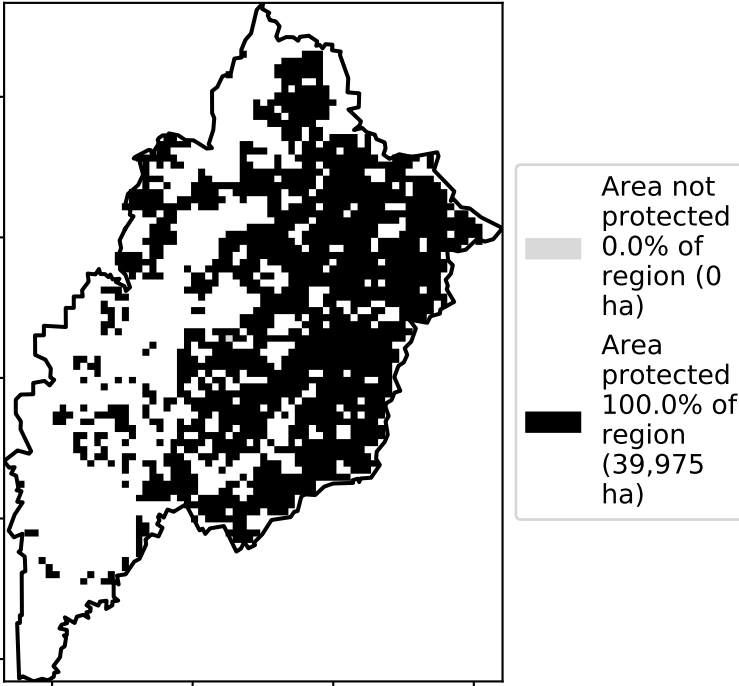 Area not
protected
0.0% of
region (0
ha)
Area
protected
100.0% of
region
(39,975
ha)